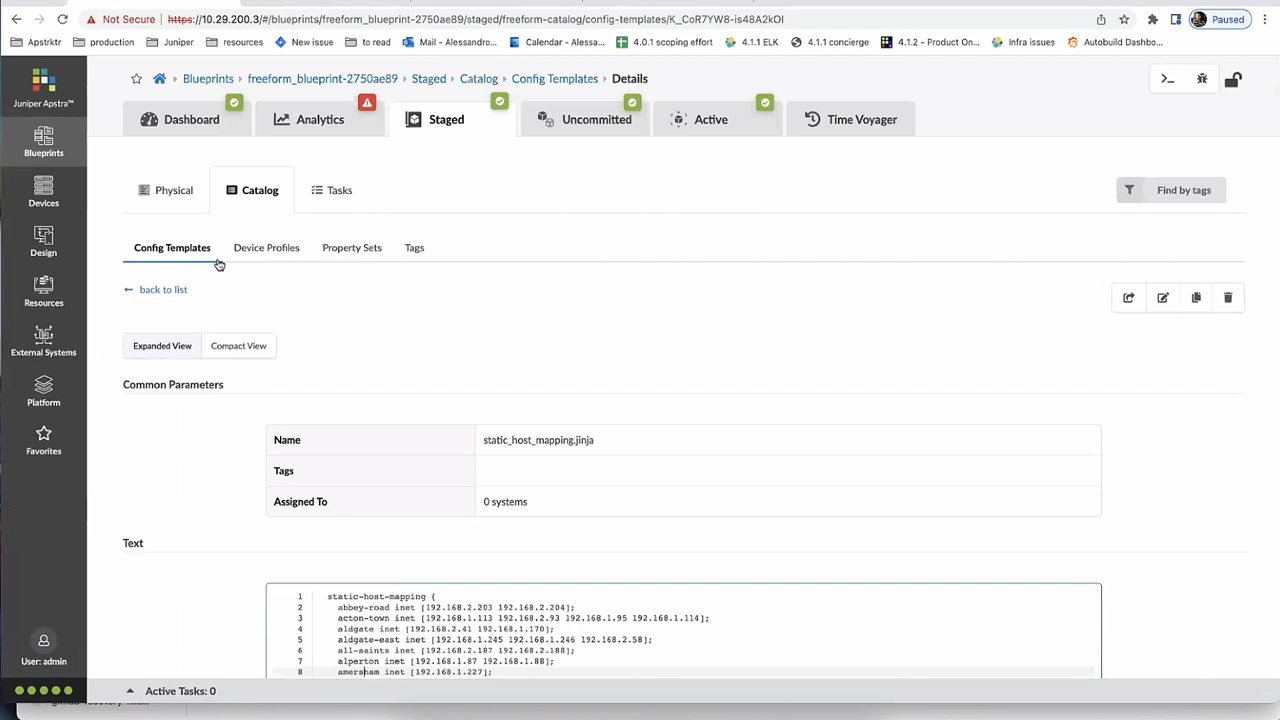 Not Secure https://10.29.200.3/#/blueprints/freeform_blueprint-2750ae89/staged/freeform-catalog/config-templates/K_CoR7YW8-is48A2kOI Paused
Apstrktr production Juniper resources New issue to read Mail – Alessandro... Calendar - Alessa... 4.0.1 scoping effort 4.1.1 ELK 4.1.1 concierge 4.1.2 - Product On... Infra issues Autobuild Dashbo...
Juniper Apstra™
Blueprints
Devices
Design
Resources
External Systems
Platform
Favorites
User: admin
Blueprints freeform_blueprint-2750ae89 Staged Catalog Config Templates Details
Dashboard Analytics Staged Uncommitted Active Time Voyager
Physical Catalog Tasks Find by tags
Config Templates Device Profiles Property Sets Tags
← back to list
Expanded View Compact View
Common Parameters
Name static_host_mapping.jinja
Tags
Assigned To 0 systems
Text
1 static-host-mapping {
2 abbey-road inet [192.168.2.203 192.168.2.204];
3 acton-town inet [192.168.1.113 192.168.2.93 192.168.1.95 192.168.1.114];
4 aldgate inet [192.168.2.41 192.168.1.170];
5 aldgate-east inet [192.168.1.245 192.168.1.246 192.168.2.58];
6 all-saints inet [192.168.2.187 192.168.2.188];
7 alperton inet [192.168.1.87 192.168.1.88];
8 amersham inet [192.168.1.227];
Active Tasks: 0